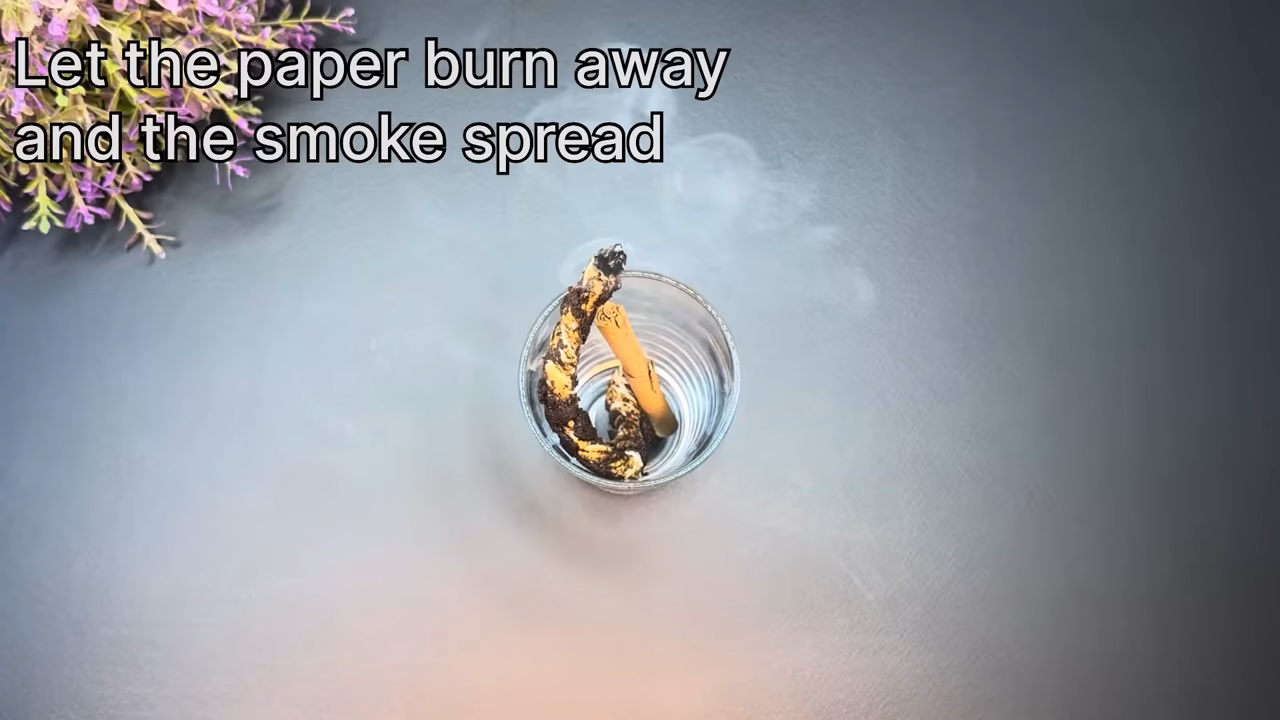 Let the paper burn away
and the smoke spread